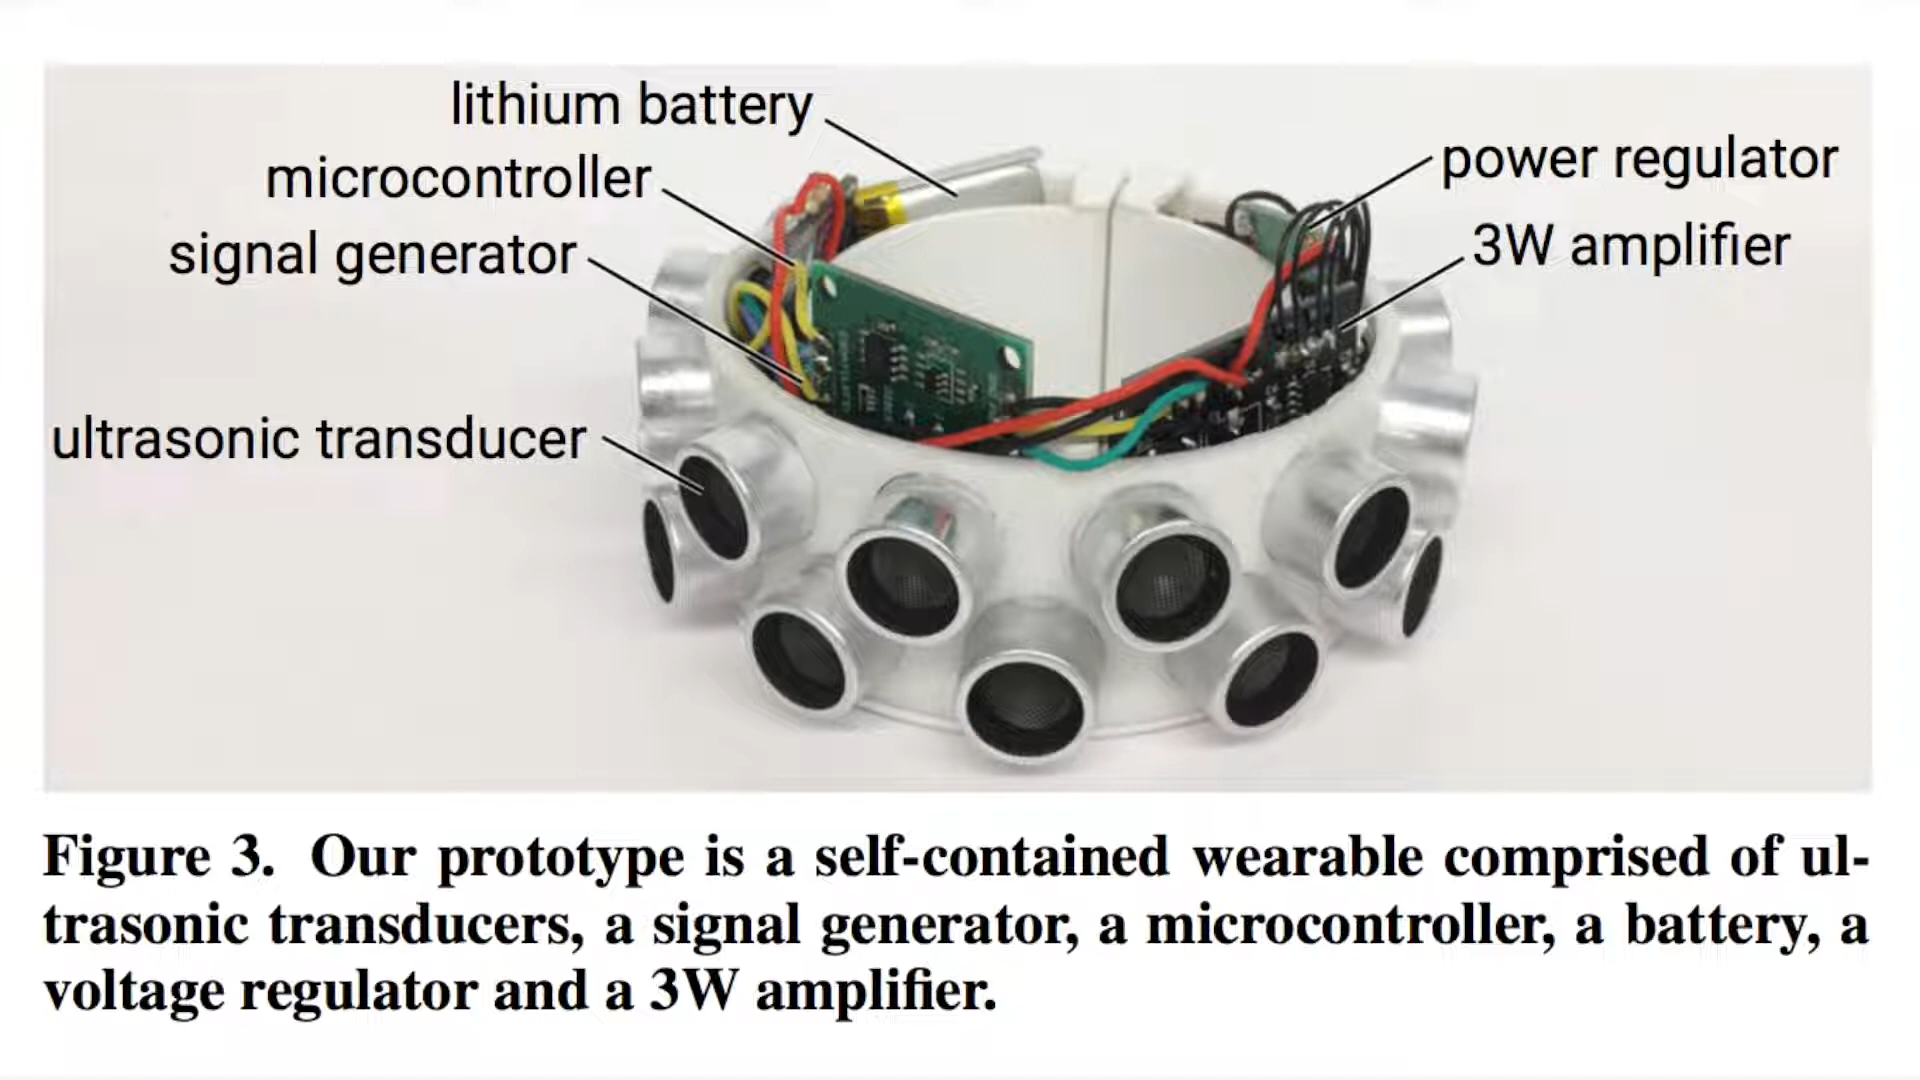 lithium battery
microcontroller
signal generator
ultrasonic transducer
power regulator
3W amplifier
Figure 3. Our prototype is a self-contained wearable comprised of ul-
trasonic transducers, a signal generator, a microcontroller, a battery, a
voltage regulator and a 3W amplifier.